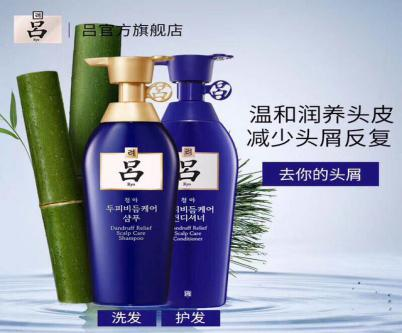 呂
吕官方旗舰店
温和润养头皮
减少头屑反复
去你的头屑
려
呂
Ryo
청아
두피비듬케어
샴푸
Dandruff Relief
Scalp Care
Shampoo
려
呂
Ryo
청아
피비듬케어
컨디셔너
Dandruff Relief
Scalp Care
Conditioner
洗发
护发